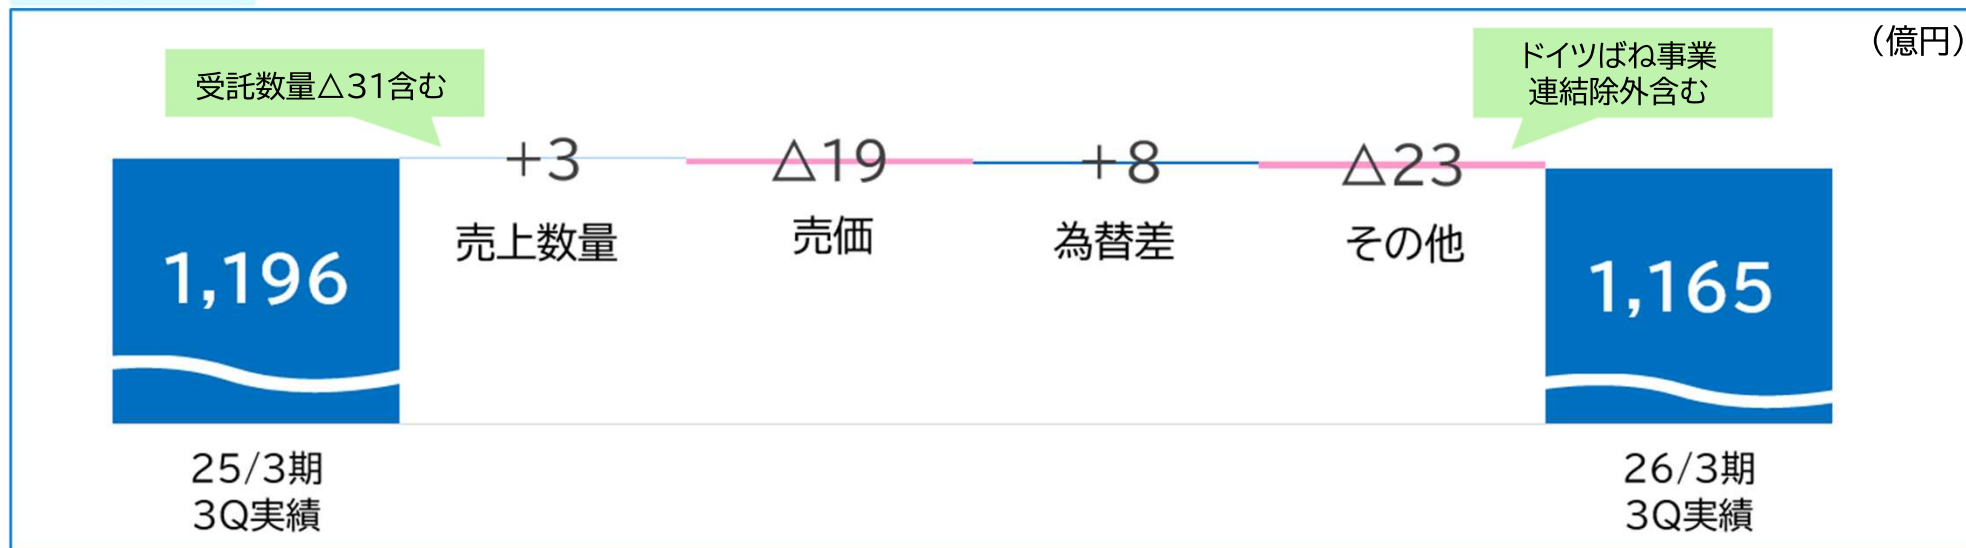 （億円）
受託数量△31含む
ドイツばね事業
連結除外含む
+3
△19
+8
△23
売上数量
売価
為替差
その他
1,196
1,165
25/3期
3Q実績
26/3期
3Q実績